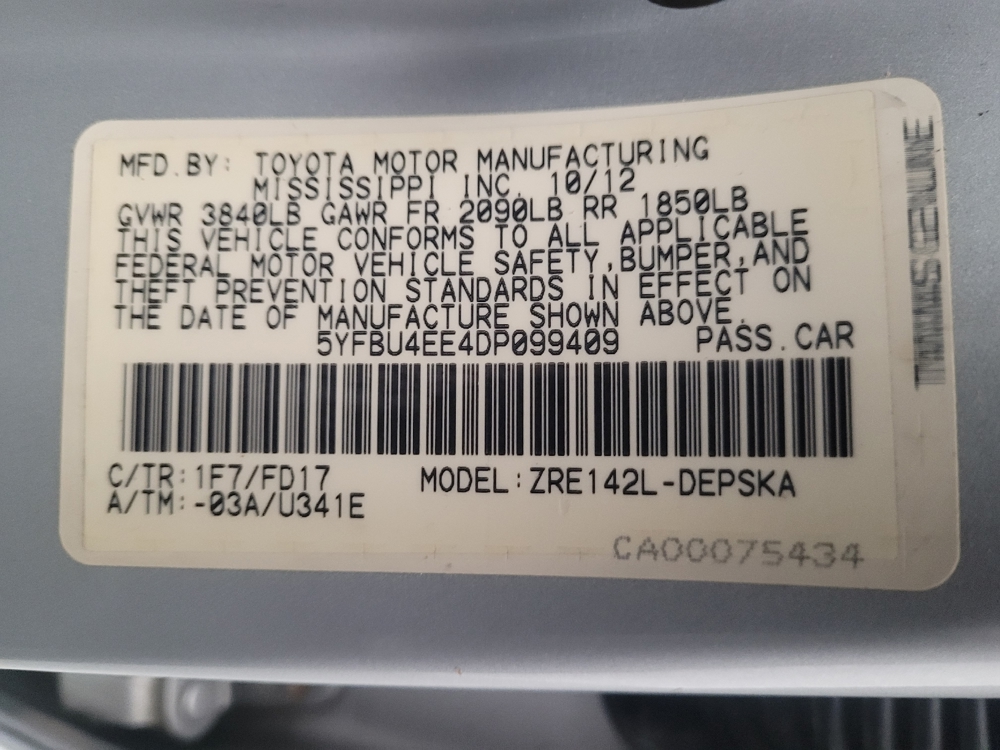 MFD.BY: TOYOTA MOTOR MANUFACTURING
MISSISSIPPI INC. 10/12
GVWR 3840LB GAWR FR 2090LB RR 1850LB
THIS VEHICLE CONFORMS TO ALL APPLICABLE
FEDERAL MOTOR VEHICLE SAFETY,BUMPER,AND
THEFT PREVENTION STANDARDS IN EFFECT ON
THE DATE OF MANUFACTURE SHOWN ABOVE.
5YFBU4EE4DP099409 PASS.CAR
C/TR:1F7/FD17 MODEL:ZRE142L-DEPSKA
A/TM:-03A/U341E
CA00075434